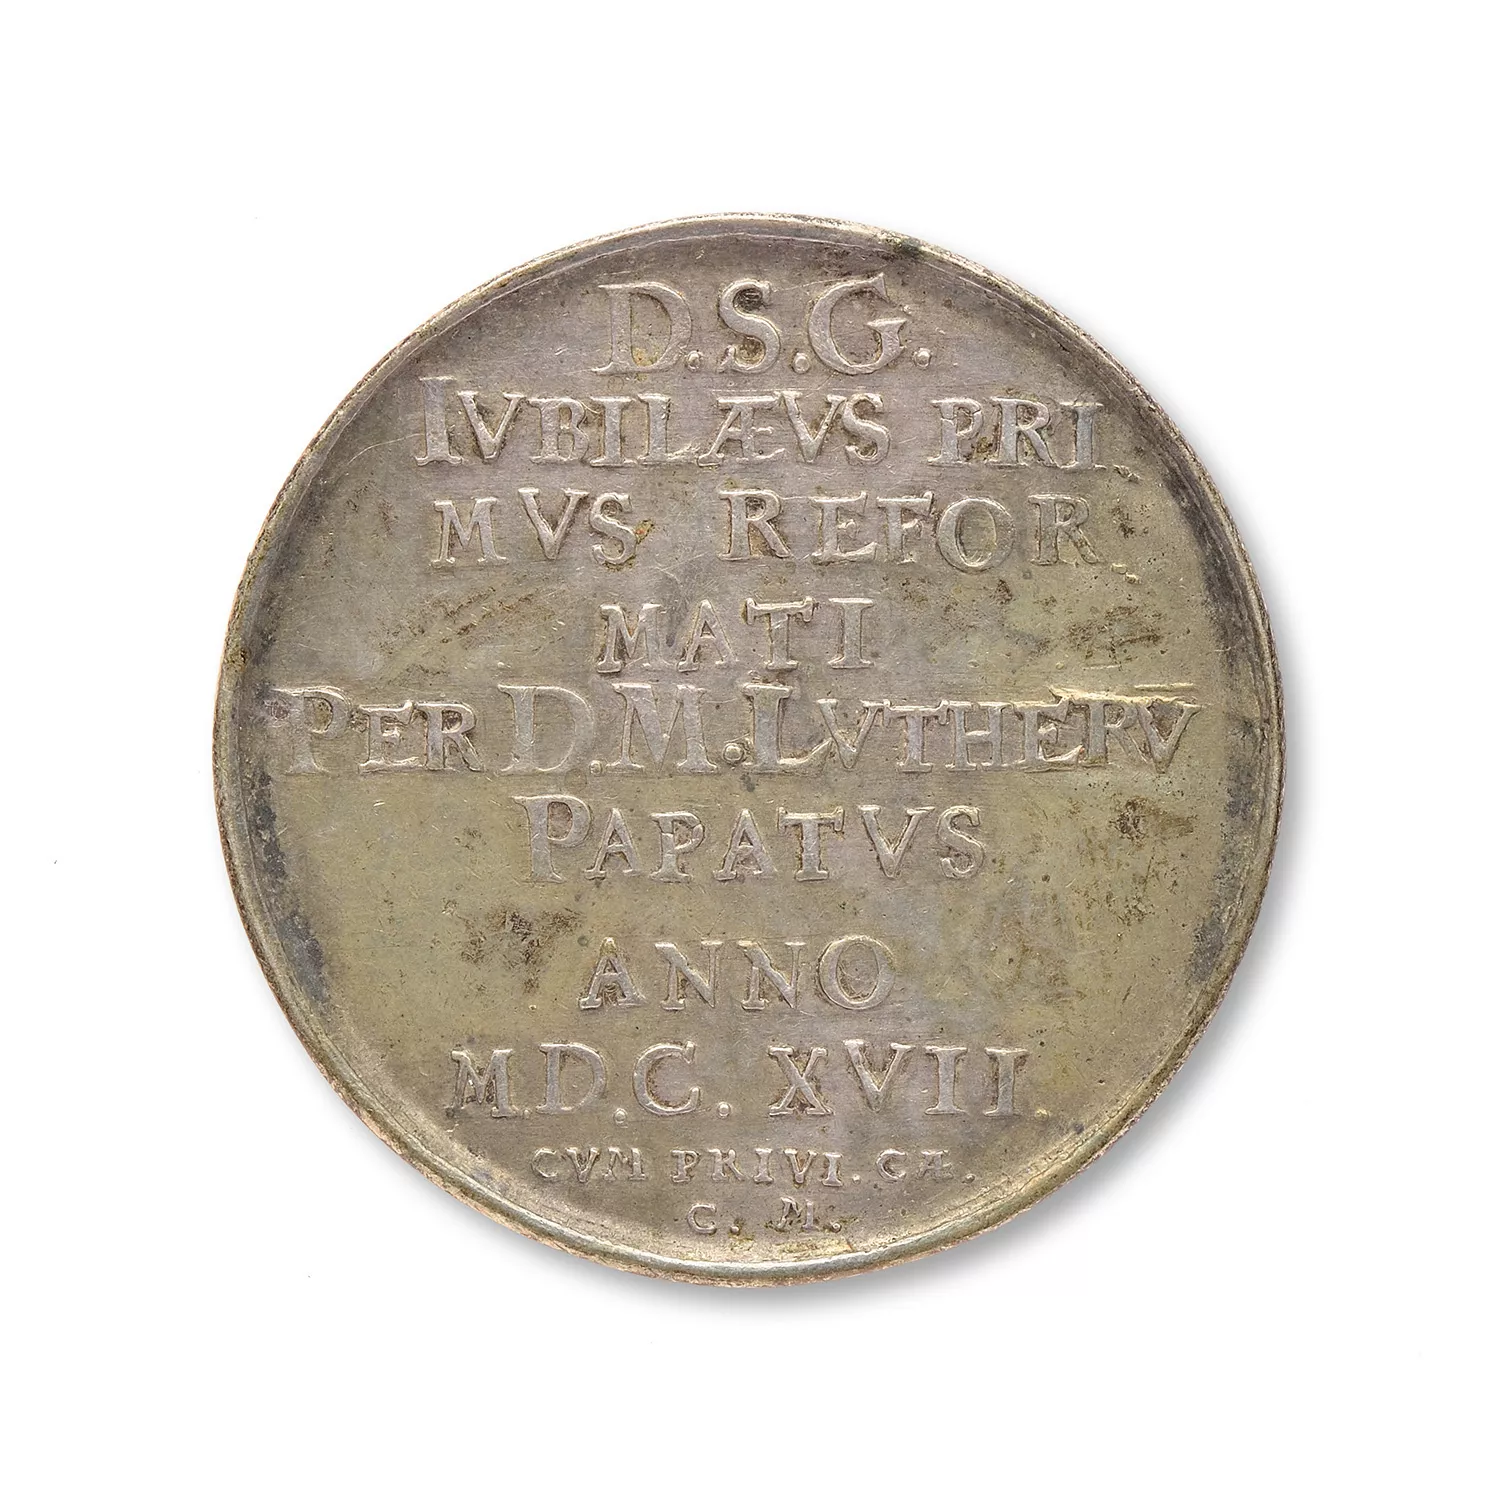 D.S.G.
IVBILÆVS PRI
MVS REFOR
MATI
PER D.M.LVTHERV̄
PAPATVS
ANNO
M.D.C. XVII.
CVM PRIVI. CÆ.
C. M.